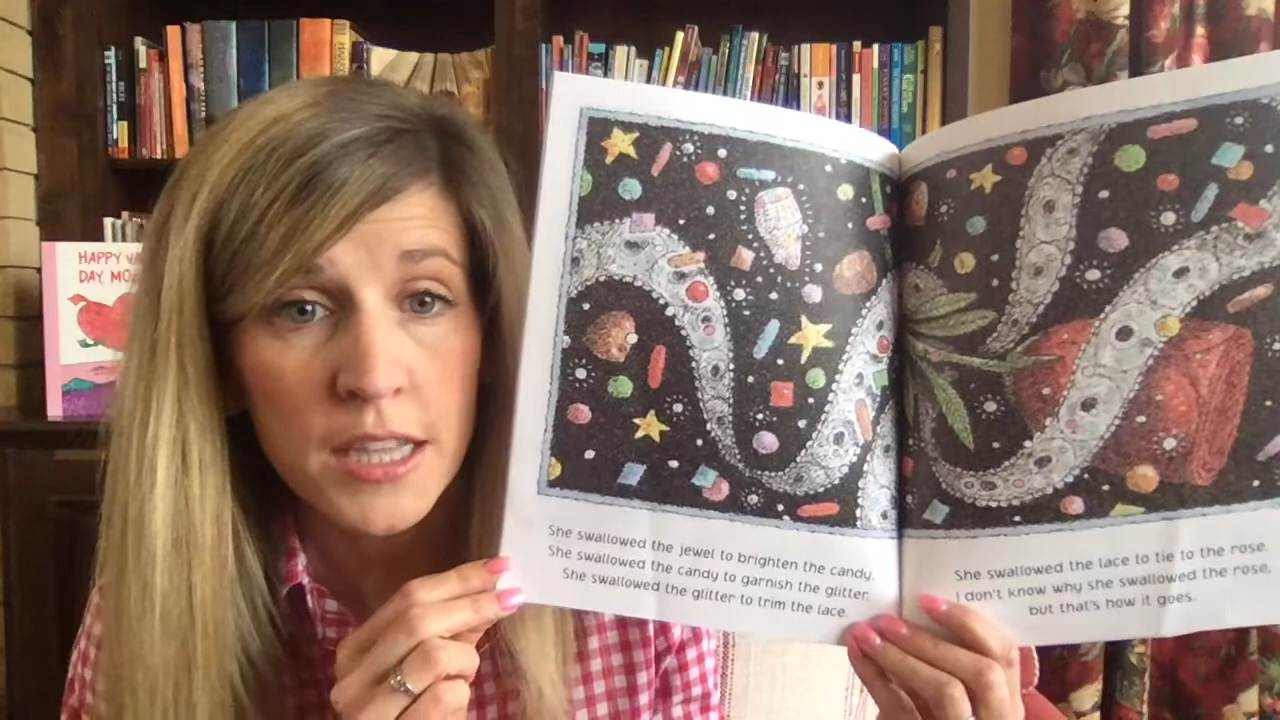 HAPPY
DAY,
She swallowed the jewel to brighten the candy.
She swallowed the candy to garnish the glitter.
She swallowed the glitter to trim the lace.
She swallowed the lace to tie to the rose.
I don't know why she swallowed the rose,
but that's how it goes.